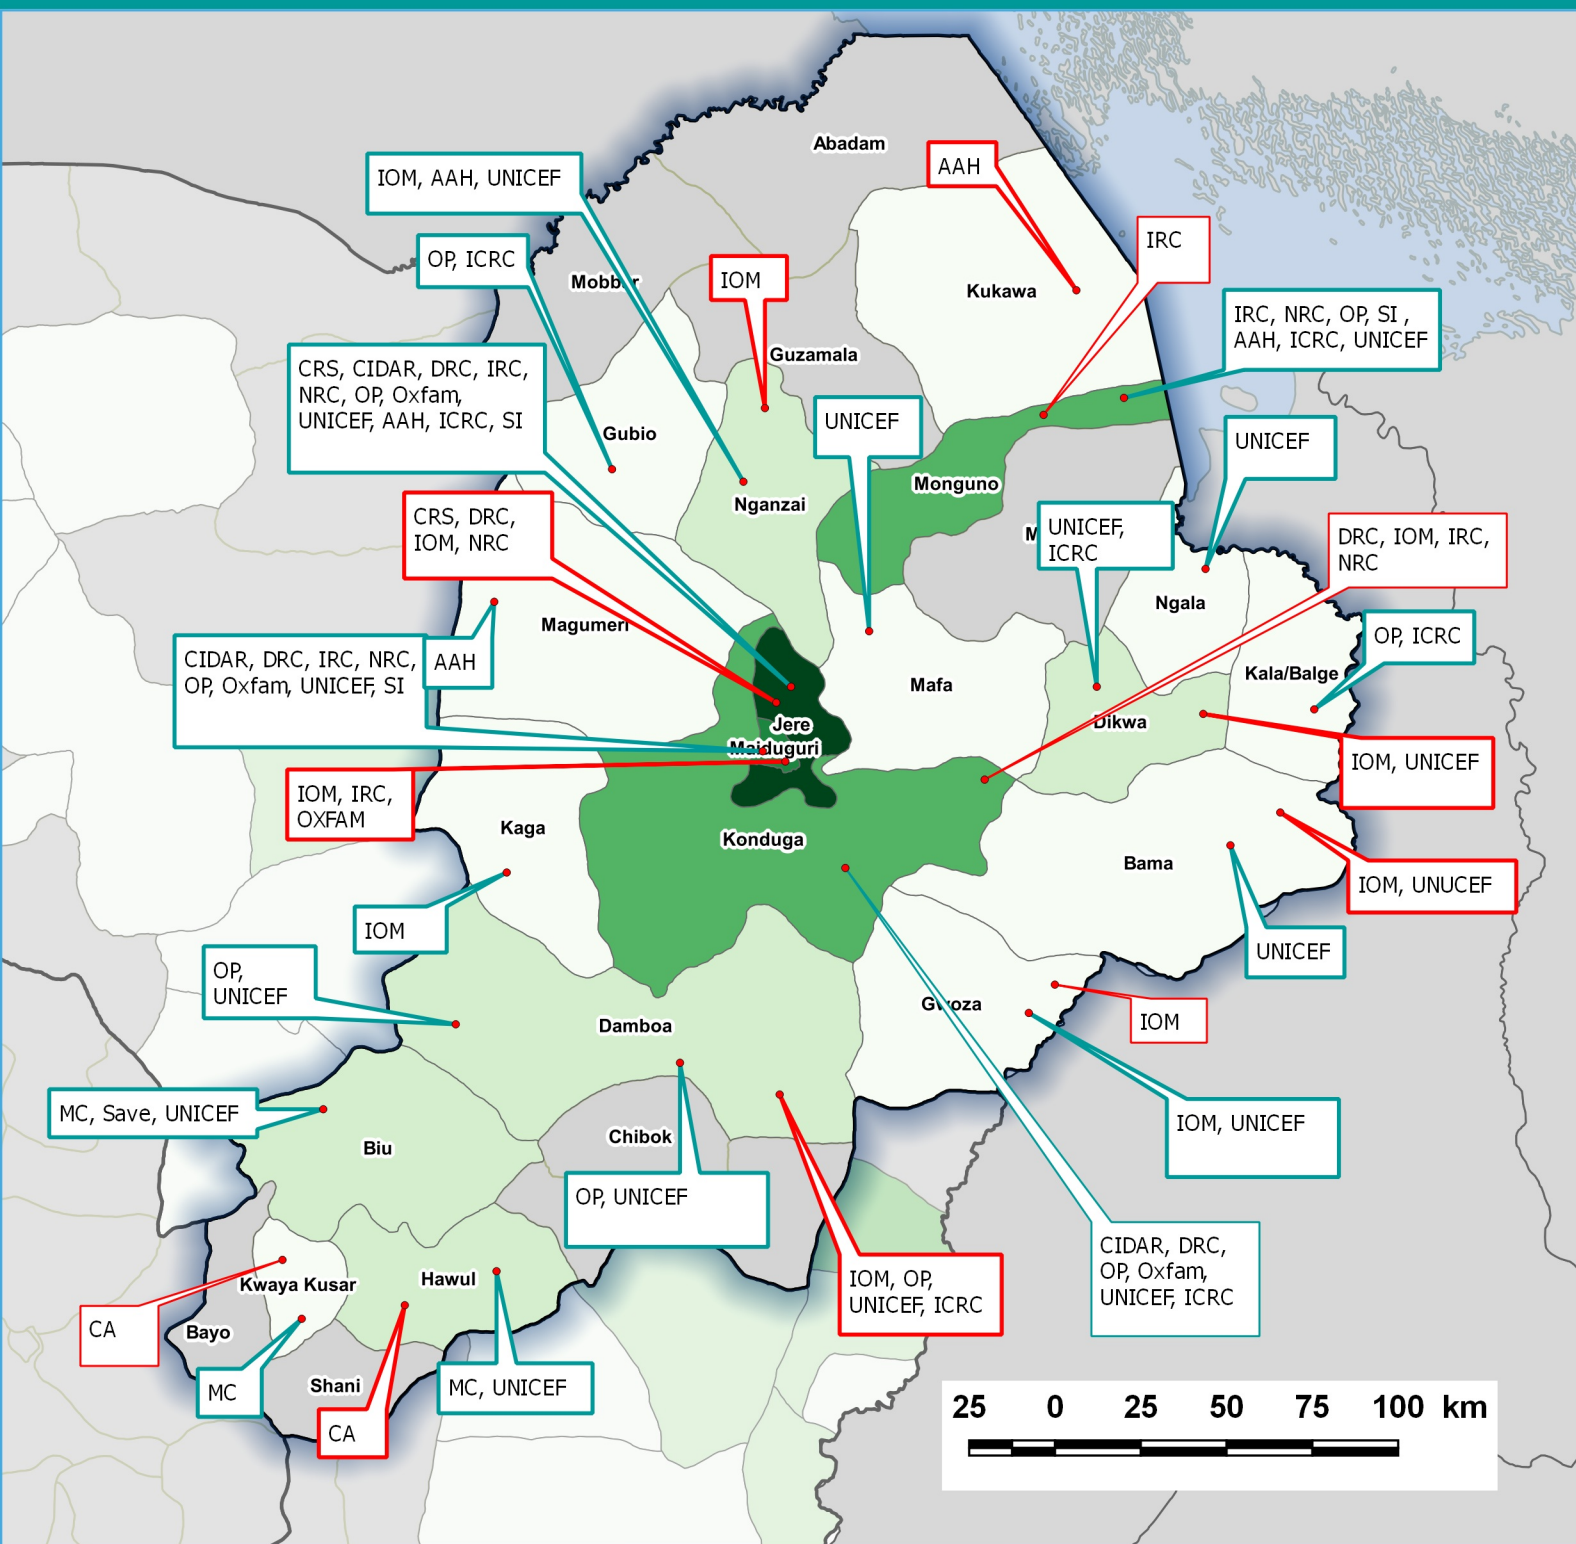 Abadam
AAH
IOM, AAH, UNICEF
IRC
OP, ICRC
IOM
Mobbar
Kukawa
IRC, NRC, OP, SI ,
AAH, ICRC, UNICEF
Guzamala
CRS, CIDAR, DRC, IRC,
NRC, OP, Oxfam,
UNICEF, AAH, ICRC, SI
UNICEF
Gubio
UNICEF
Monguno
Nganzai
CRS, DRC,
IOM, NRC
M
UNICEF,
ICRC
DRC, IOM, IRC,
NRC
Ngala
Magumeri
OP, ICRC
CIDAR, DRC, IRC, NRC,
OP, Oxfam, UNICEF, SI
AAH
Kala/Balge
Mafa
Jere
Dikwa
Maiduguri
IOM, UNICEF
IOM, IRC,
OXFAM
Kaga
Konduga
Bama
IOM, UNUCEF
IOM
UNICEF
OP,
UNICEF
Gwoza
IOM
Damboa
MC, Save, UNICEF
IOM, UNICEF
Chibok
Biu
OP, UNICEF
CIDAR, DRC,
OP, Oxfam,
UNICEF, ICRC
IOM, OP,
UNICEF, ICRC
Hawul
Kwaya Kusar
CA
Bayo
MC
Shani
MC, UNICEF
CA
25 0 25 50 75 100 km